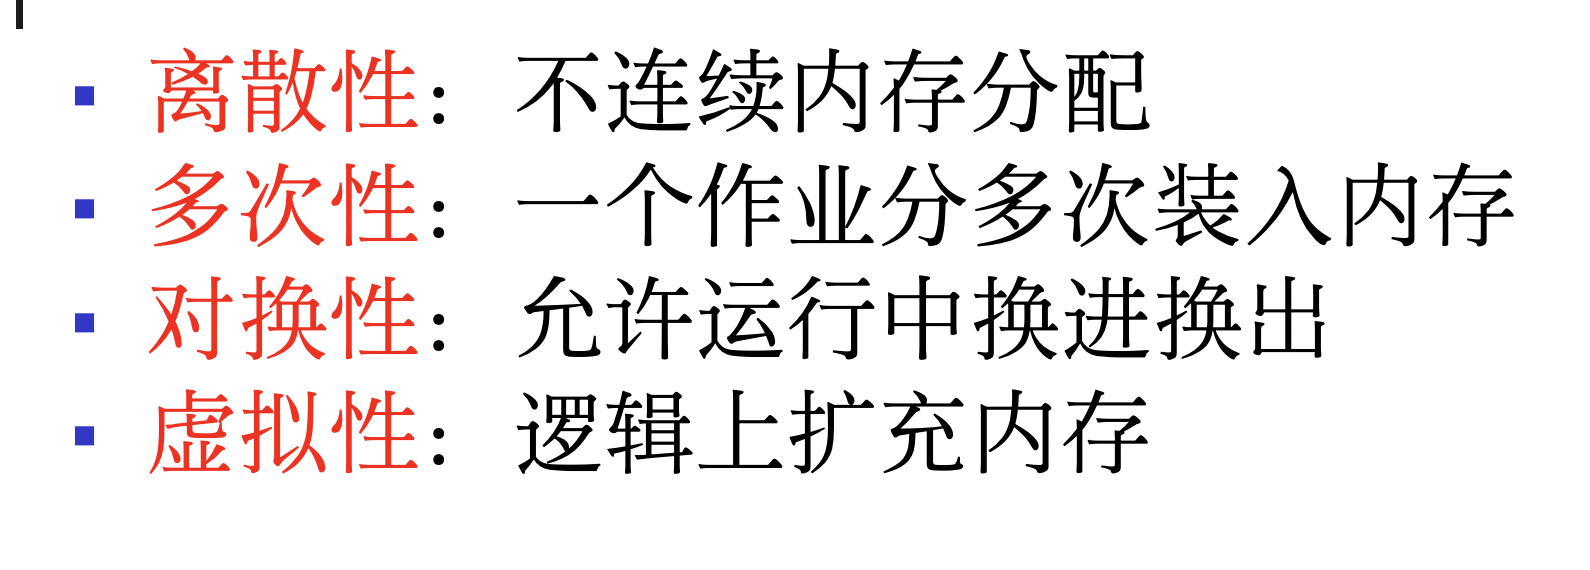 离散性：不连续内存分配
多次性：一个作业分多次装入内存
对换性：允许运行中换进换出
虚拟性：逻辑上扩充内存